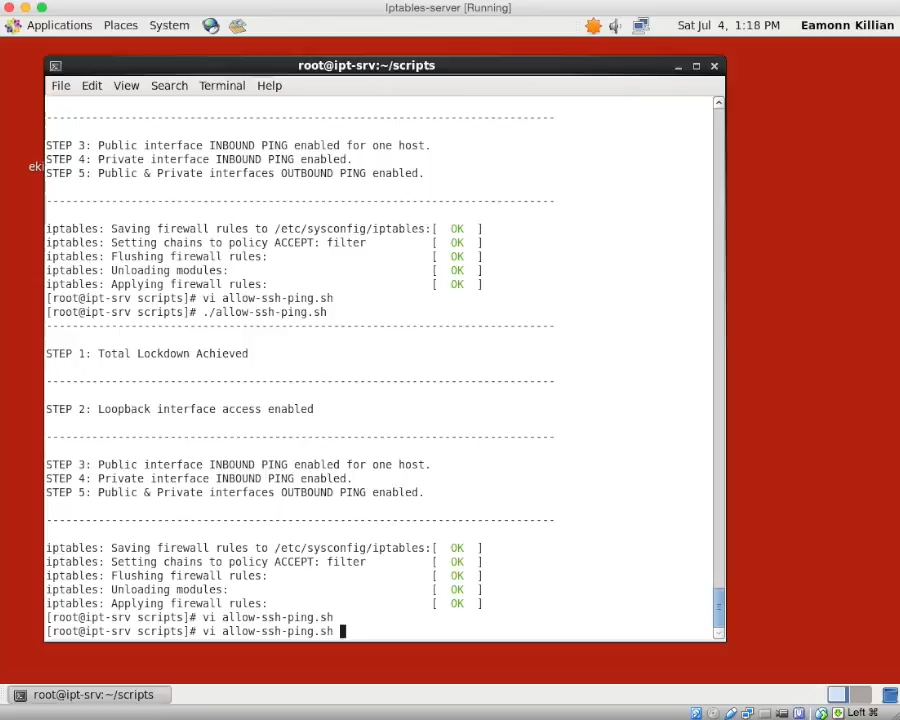 Iptables-server [Running]
Applications Places System Sat Jul 4, 1:18 PM Eamonn Killian
root@ipt-srv:~/scripts
File Edit View Search Terminal Help
eki
--------------------------------------------------------------------------------
STEP 3: Public interface INBOUND PING enabled for one host.
STEP 4: Private interface INBOUND PING enabled.
STEP 5: Public & Private interfaces OUTBOUND PING enabled.
--------------------------------------------------------------------------------
iptables: Saving firewall rules to /etc/sysconfig/iptables:[  OK  ]
iptables: Setting chains to policy ACCEPT: filter          [  OK  ]
iptables: Flushing firewall rules:                         [  OK  ]
iptables: Unloading modules:                               [  OK  ]
iptables: Applying firewall rules:                         [  OK  ]
[root@ipt-srv scripts]# vi allow-ssh-ping.sh
[root@ipt-srv scripts]# ./allow-ssh-ping.sh
--------------------------------------------------------------------------------
STEP 1: Total Lockdown Achieved
--------------------------------------------------------------------------------
STEP 2: Loopback interface access enabled
--------------------------------------------------------------------------------
STEP 3: Public interface INBOUND PING enabled for one host.
STEP 4: Private interface INBOUND PING enabled.
STEP 5: Public & Private interfaces OUTBOUND PING enabled.
--------------------------------------------------------------------------------
iptables: Saving firewall rules to /etc/sysconfig/iptables:[  OK  ]
iptables: Setting chains to policy ACCEPT: filter          [  OK  ]
iptables: Flushing firewall rules:                         [  OK  ]
iptables: Unloading modules:                               [  OK  ]
iptables: Applying firewall rules:                         [  OK  ]
[root@ipt-srv scripts]# vi allow-ssh-ping.sh
[root@ipt-srv scripts]# vi allow-ssh-ping.sh
root@ipt-srv:~/scripts
Left ⌘